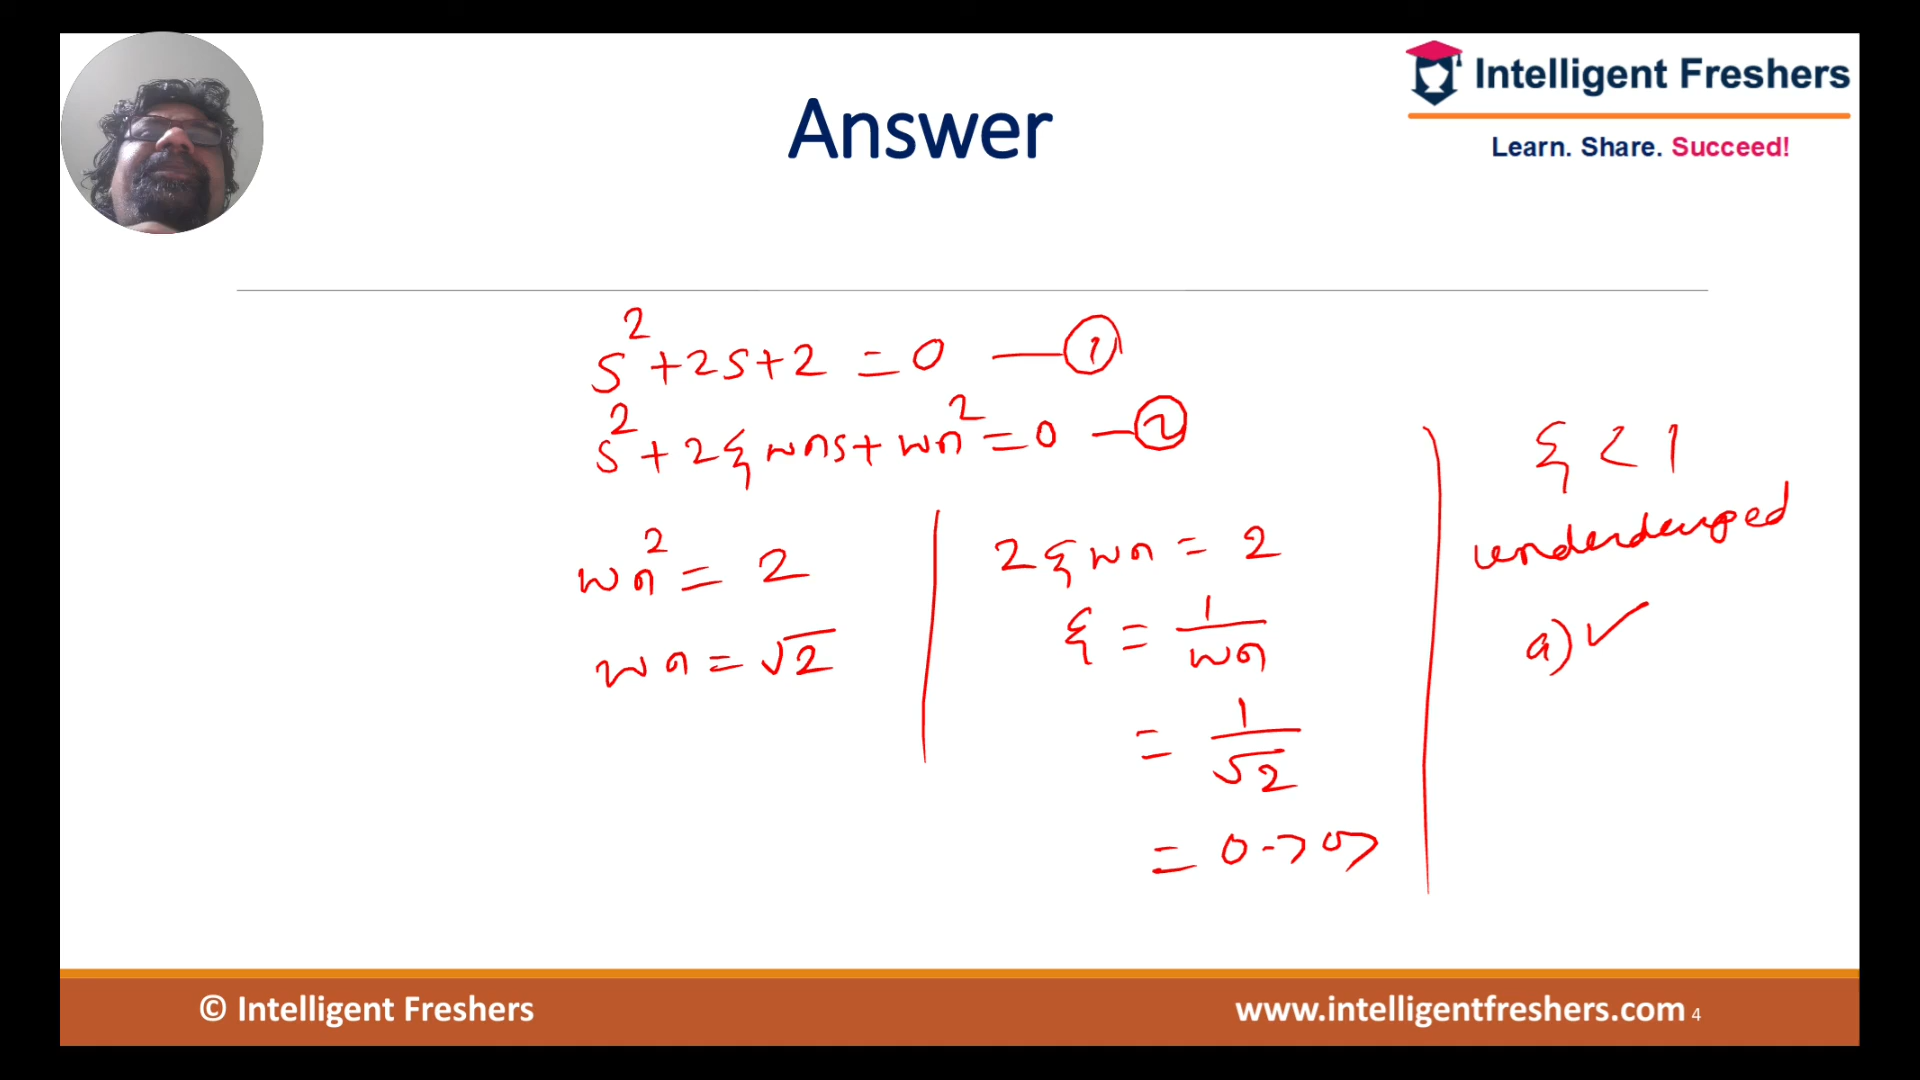 Intelligent Freshers
Learn. Share. Succeed!
Answer
s² + 2s + 2 = 0 — ①
s² + 2ξωns + ωn² = 0 — ②
ωn² = 2
ωn = √2
2ξωn = 2
ξ = 1/ωn
= 1/√2
= 0.707
ξ < 1
underdamped
a) ✓
© Intelligent Freshers
www.intelligentfreshers.com 4